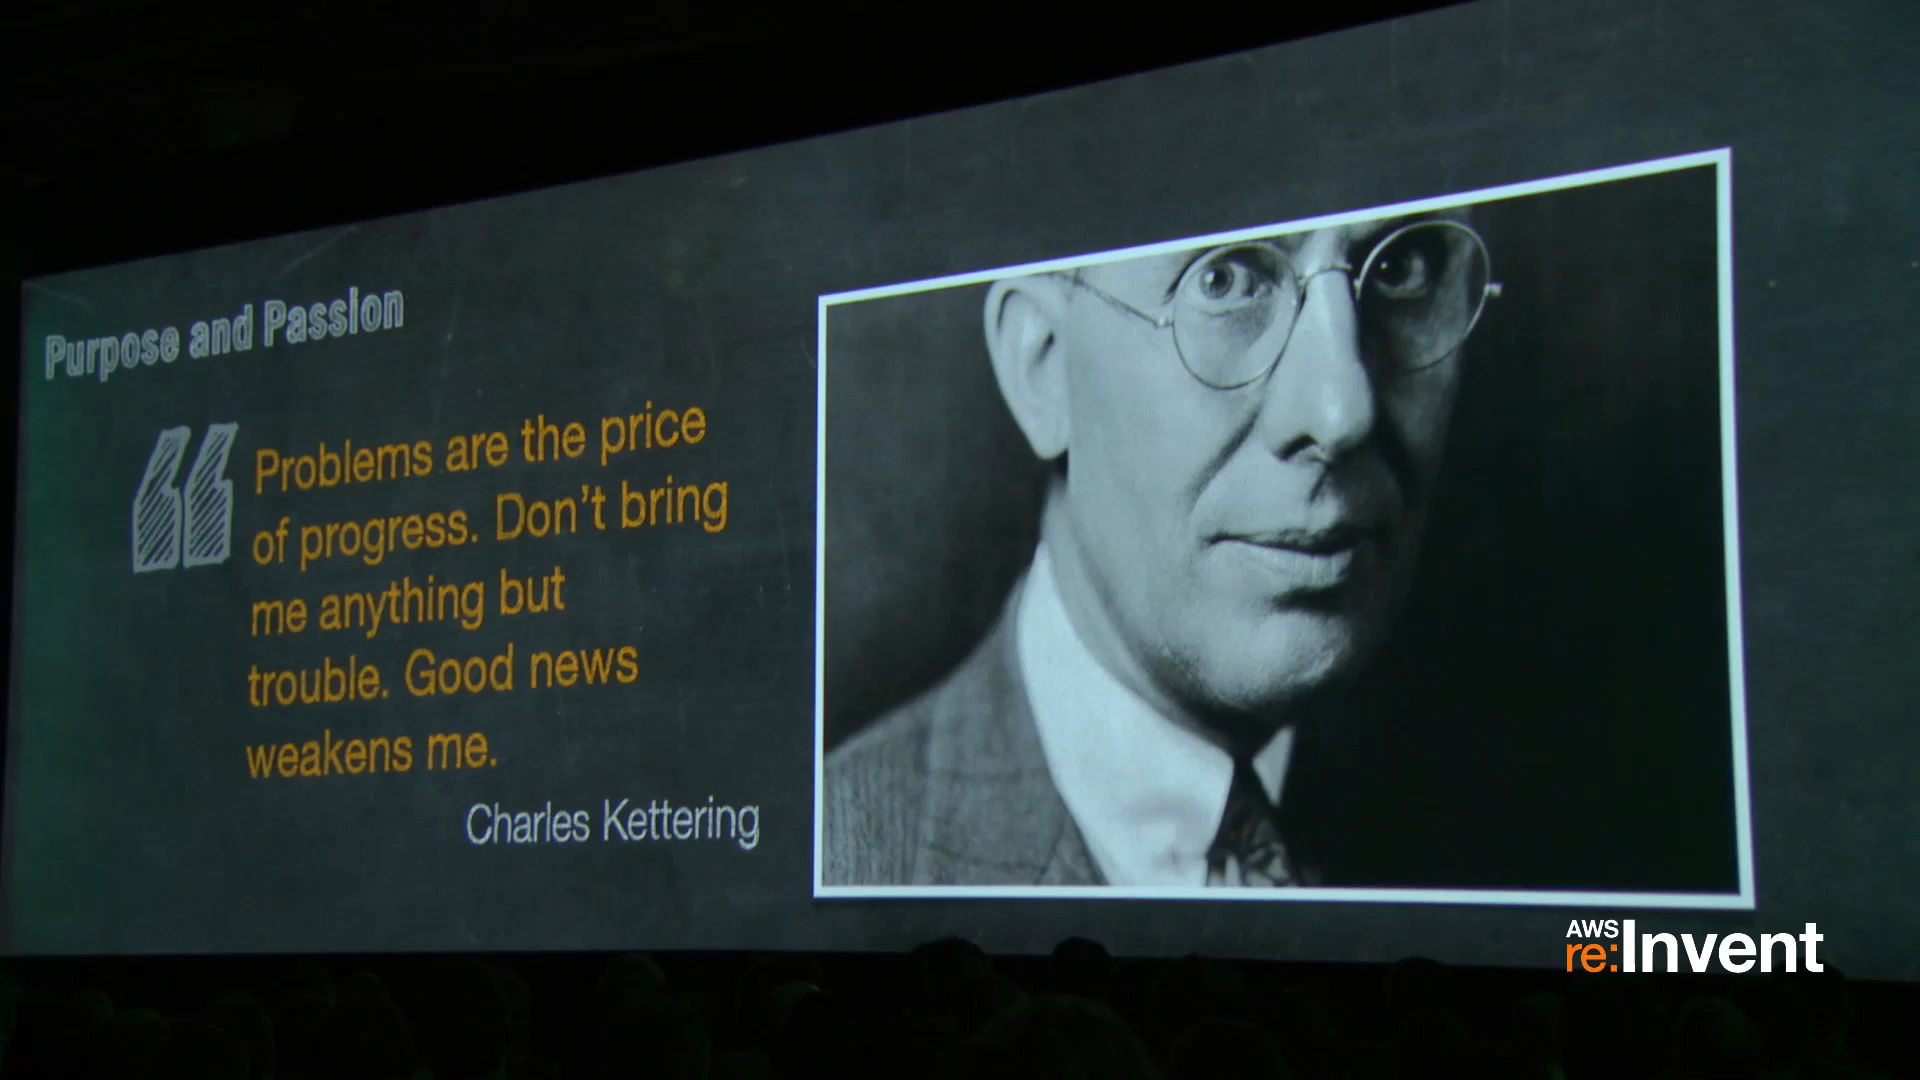 Purpose and Passion
“
Problems are the price
of progress. Don't bring
me anything but
trouble. Good news
weakens me.
Charles Kettering
AWS
re:Invent